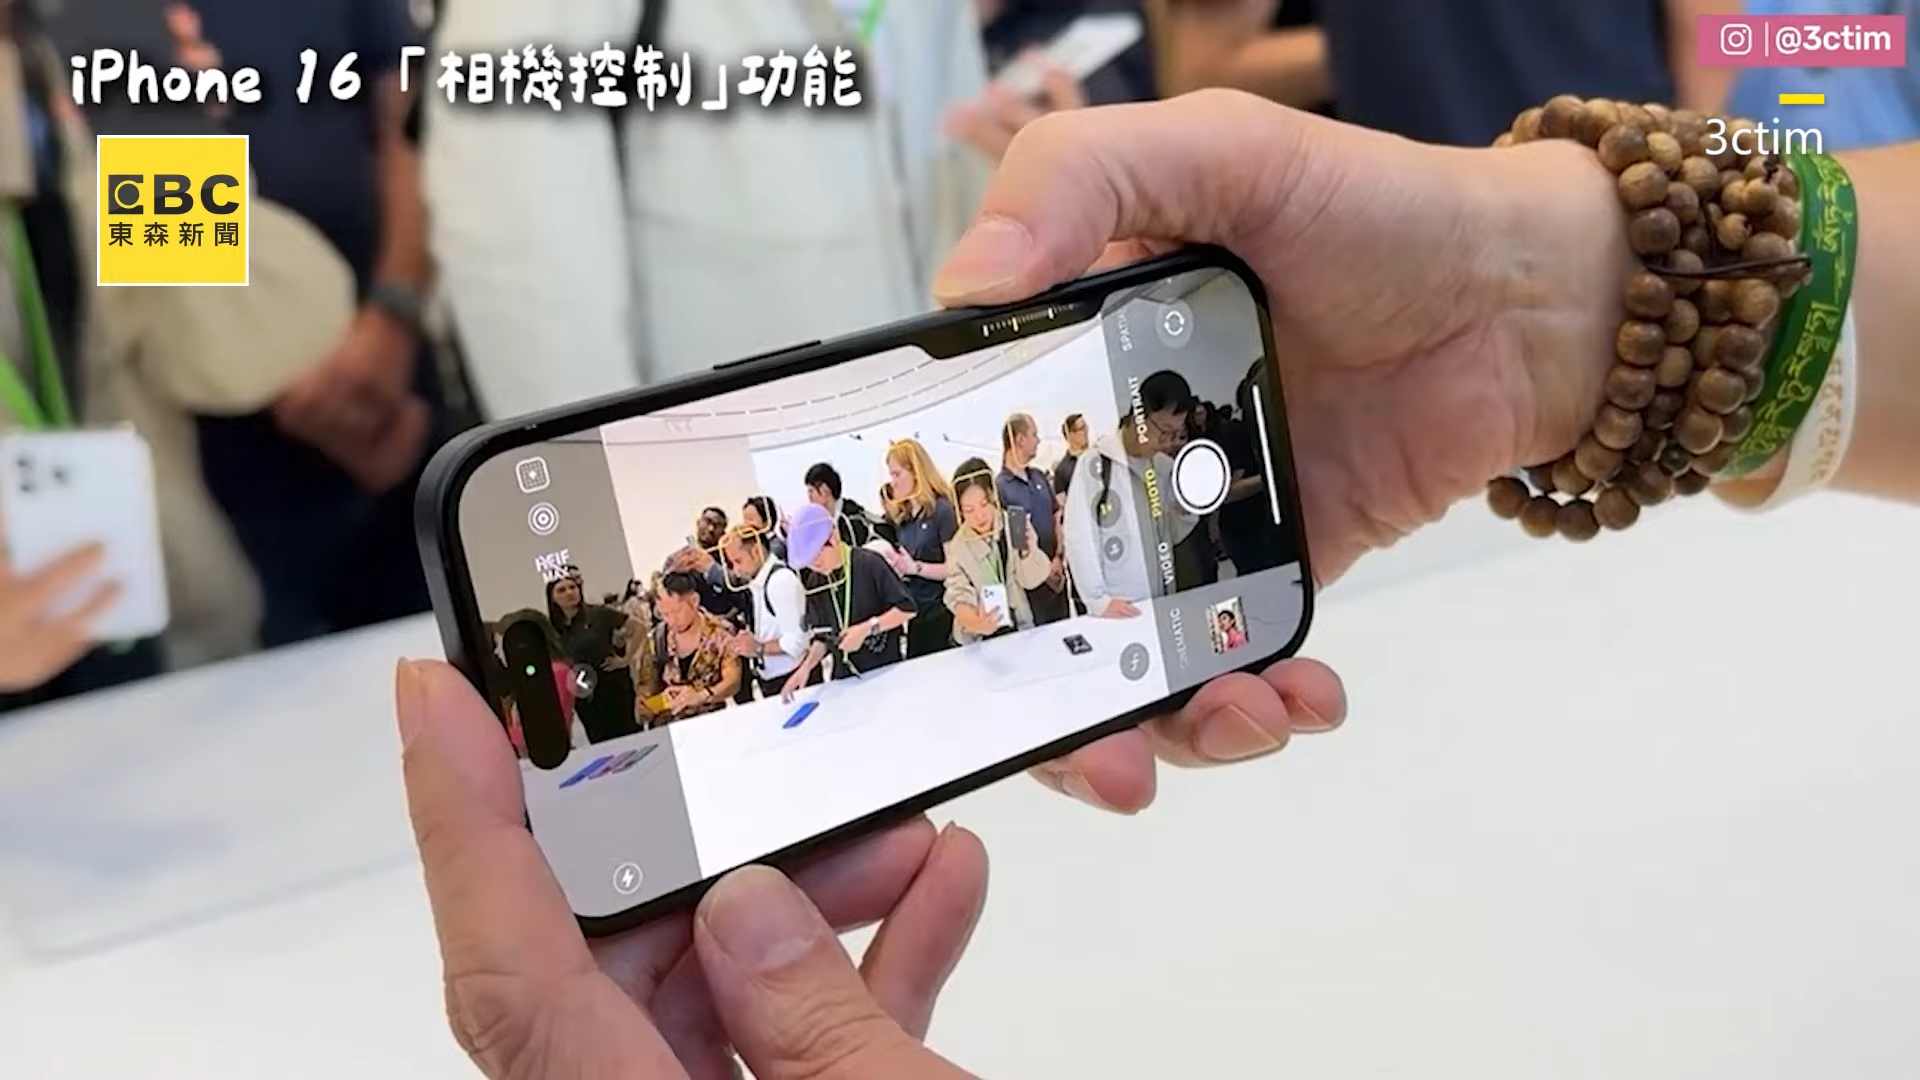 iPhone 16「相機控制」功能
@3ctim
3ctim
EBC
東森新聞
HEIF
MAX
SPATIAL
PORTRAIT
PHOTO
VIDEO
CINEMATIC